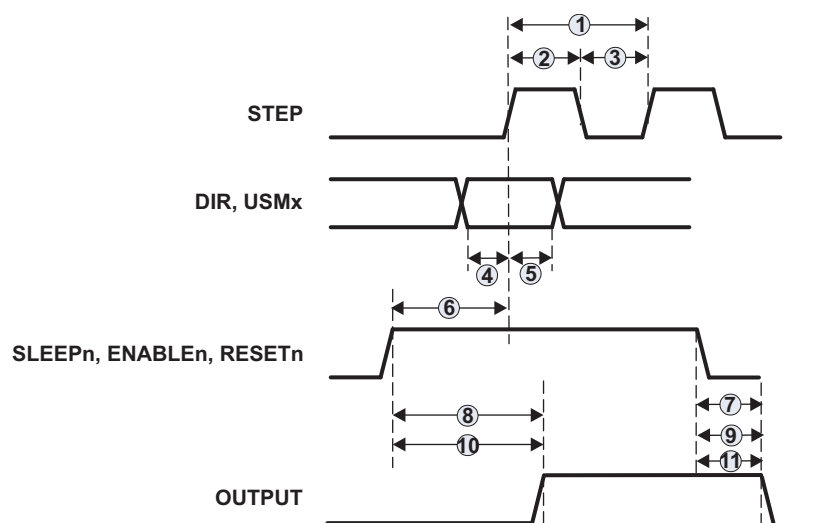 1
2 3
STEP
DIR, USMx
4 5
6
SLEEPn, ENABLEn, RESETn
7
8
9
10
11
OUTPUT